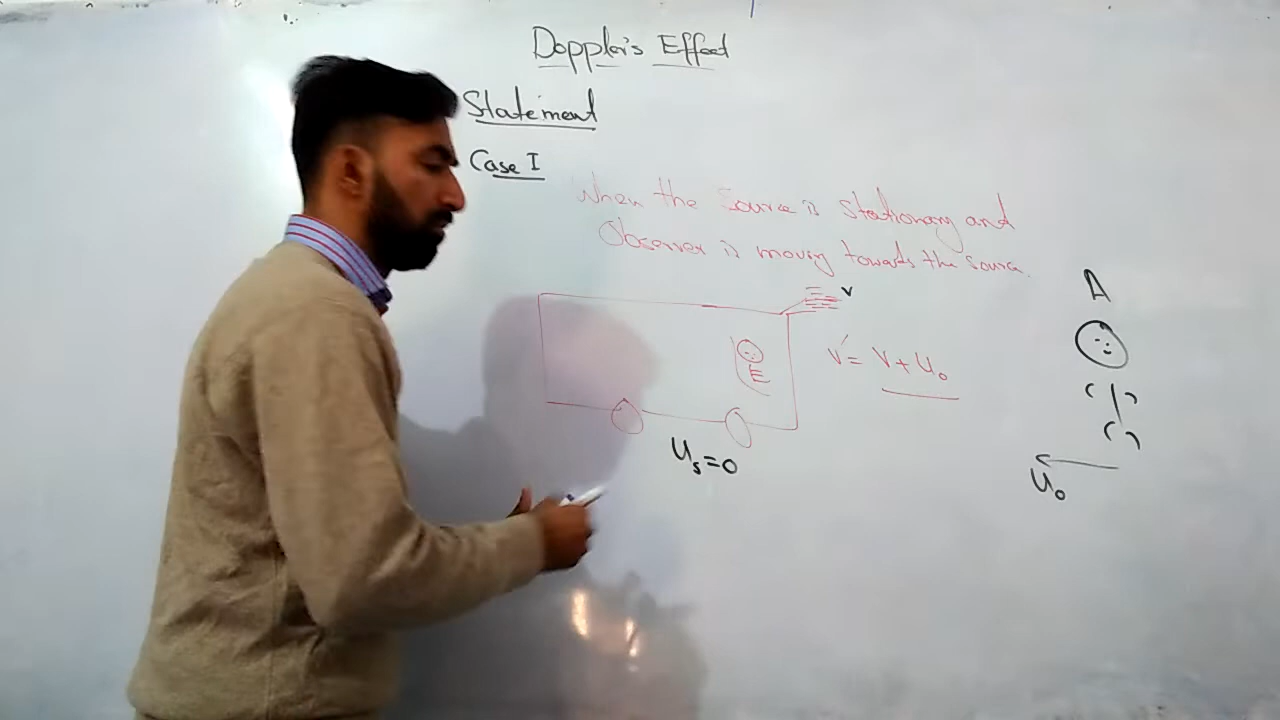 Doppler's Effect
Statement
Case I
When the Source is Stationary and
Observer is moving towards the source.
v
A
E
v' = v + u₀
uₛ = 0
u₀